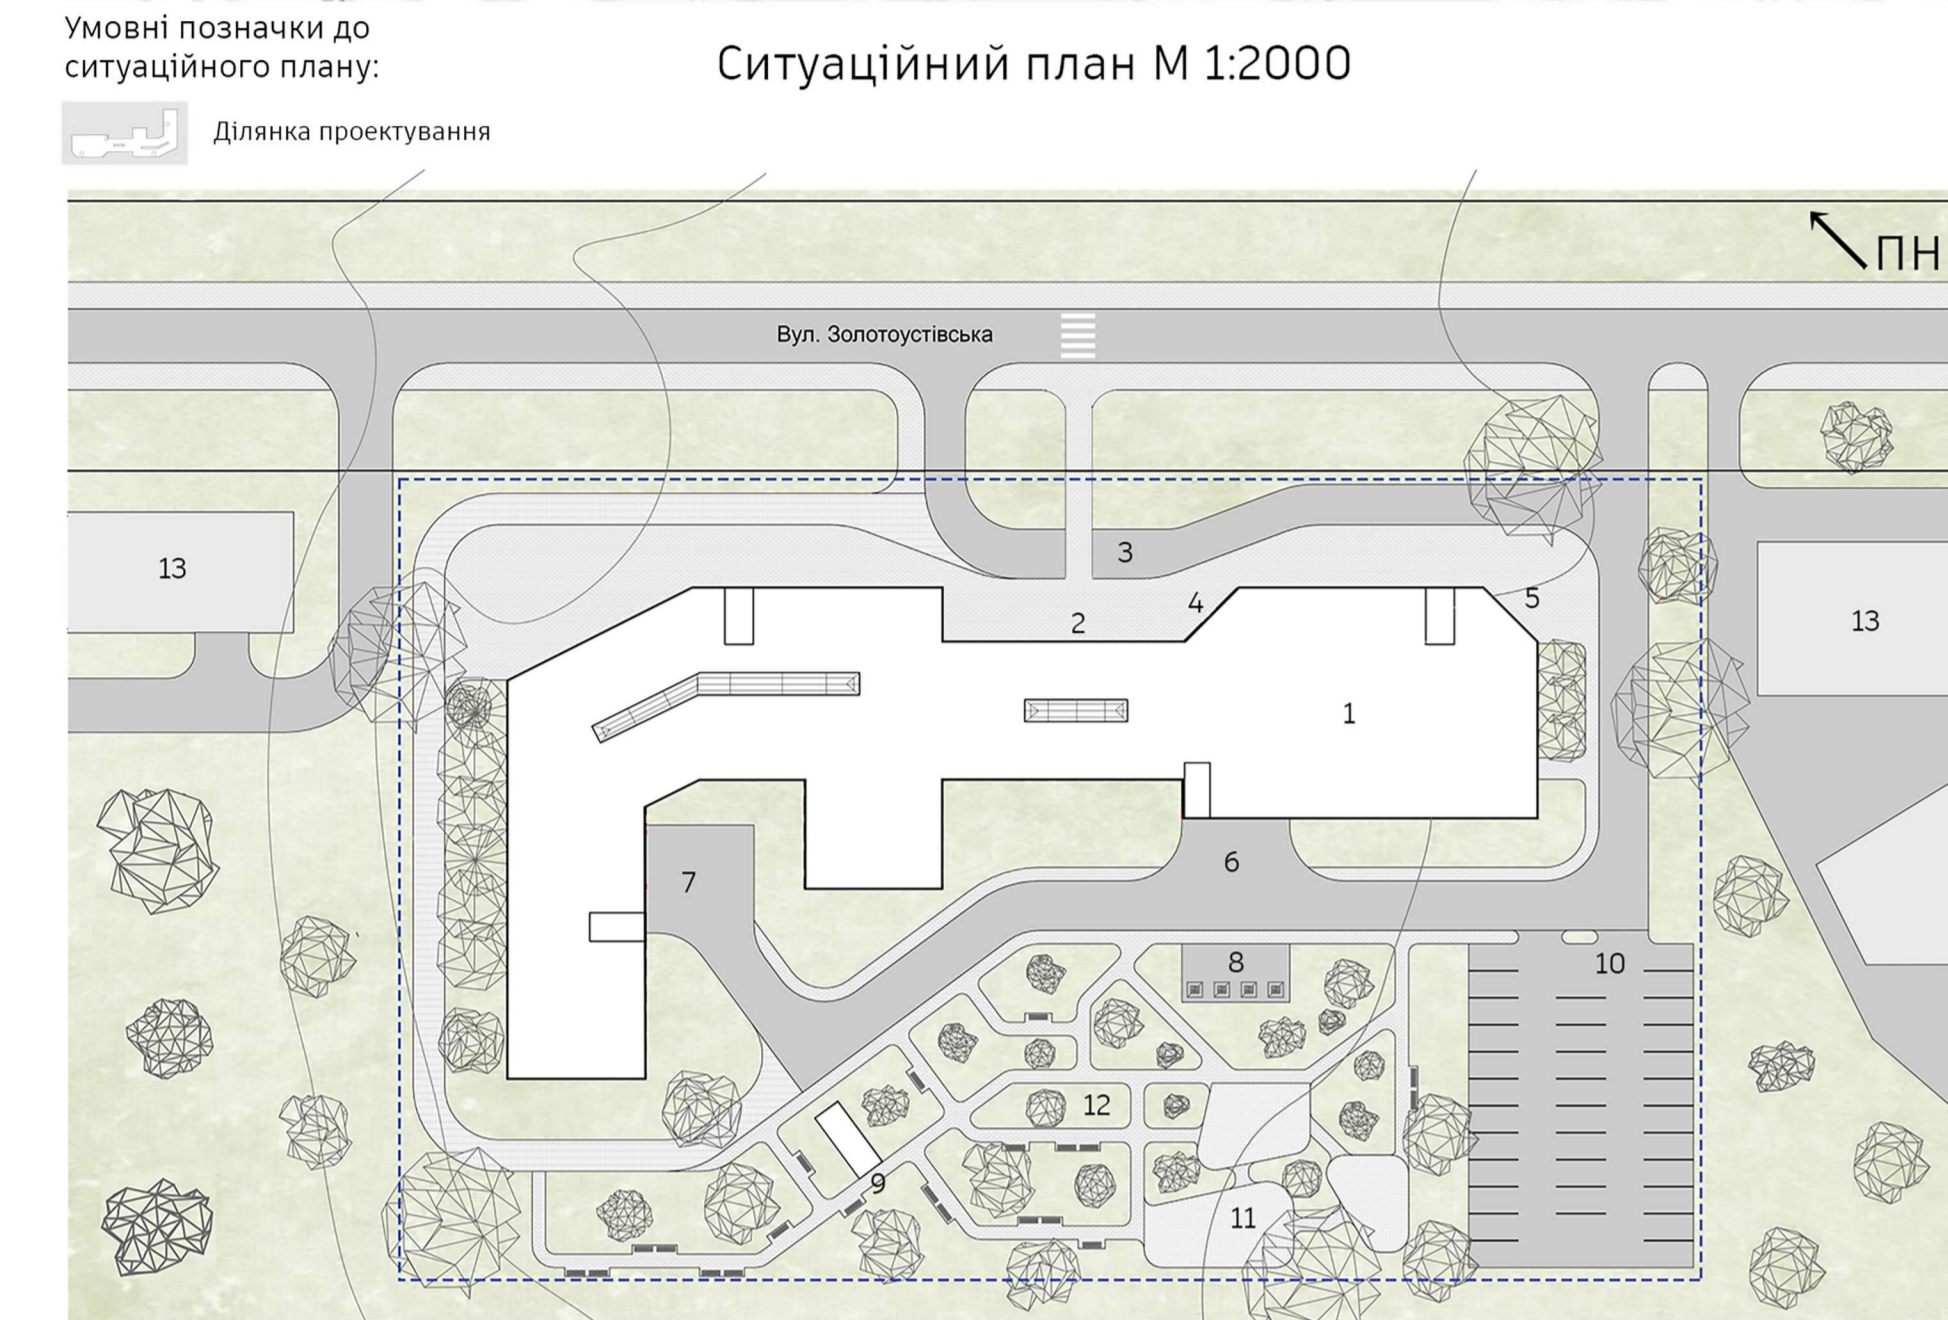 Умовні позначки до
ситуаційного плану:
Ситуаційний план М 1:2000
Ділянка проектування
ПН
Вул. Золотоустівська
13
3
5
4
2
13
1
6
7
8
10
12
9
11